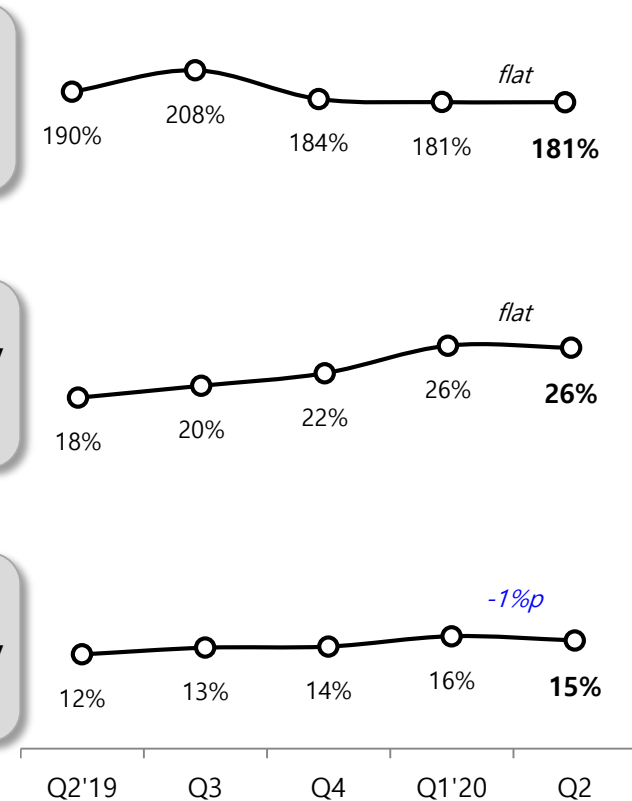 flat
190% 208% 184% 181% 181%
flat
18% 20% 22% 26% 26%
-1%p
12% 13% 14% 16% 15%
Q2'19 Q3 Q4 Q1'20 Q2